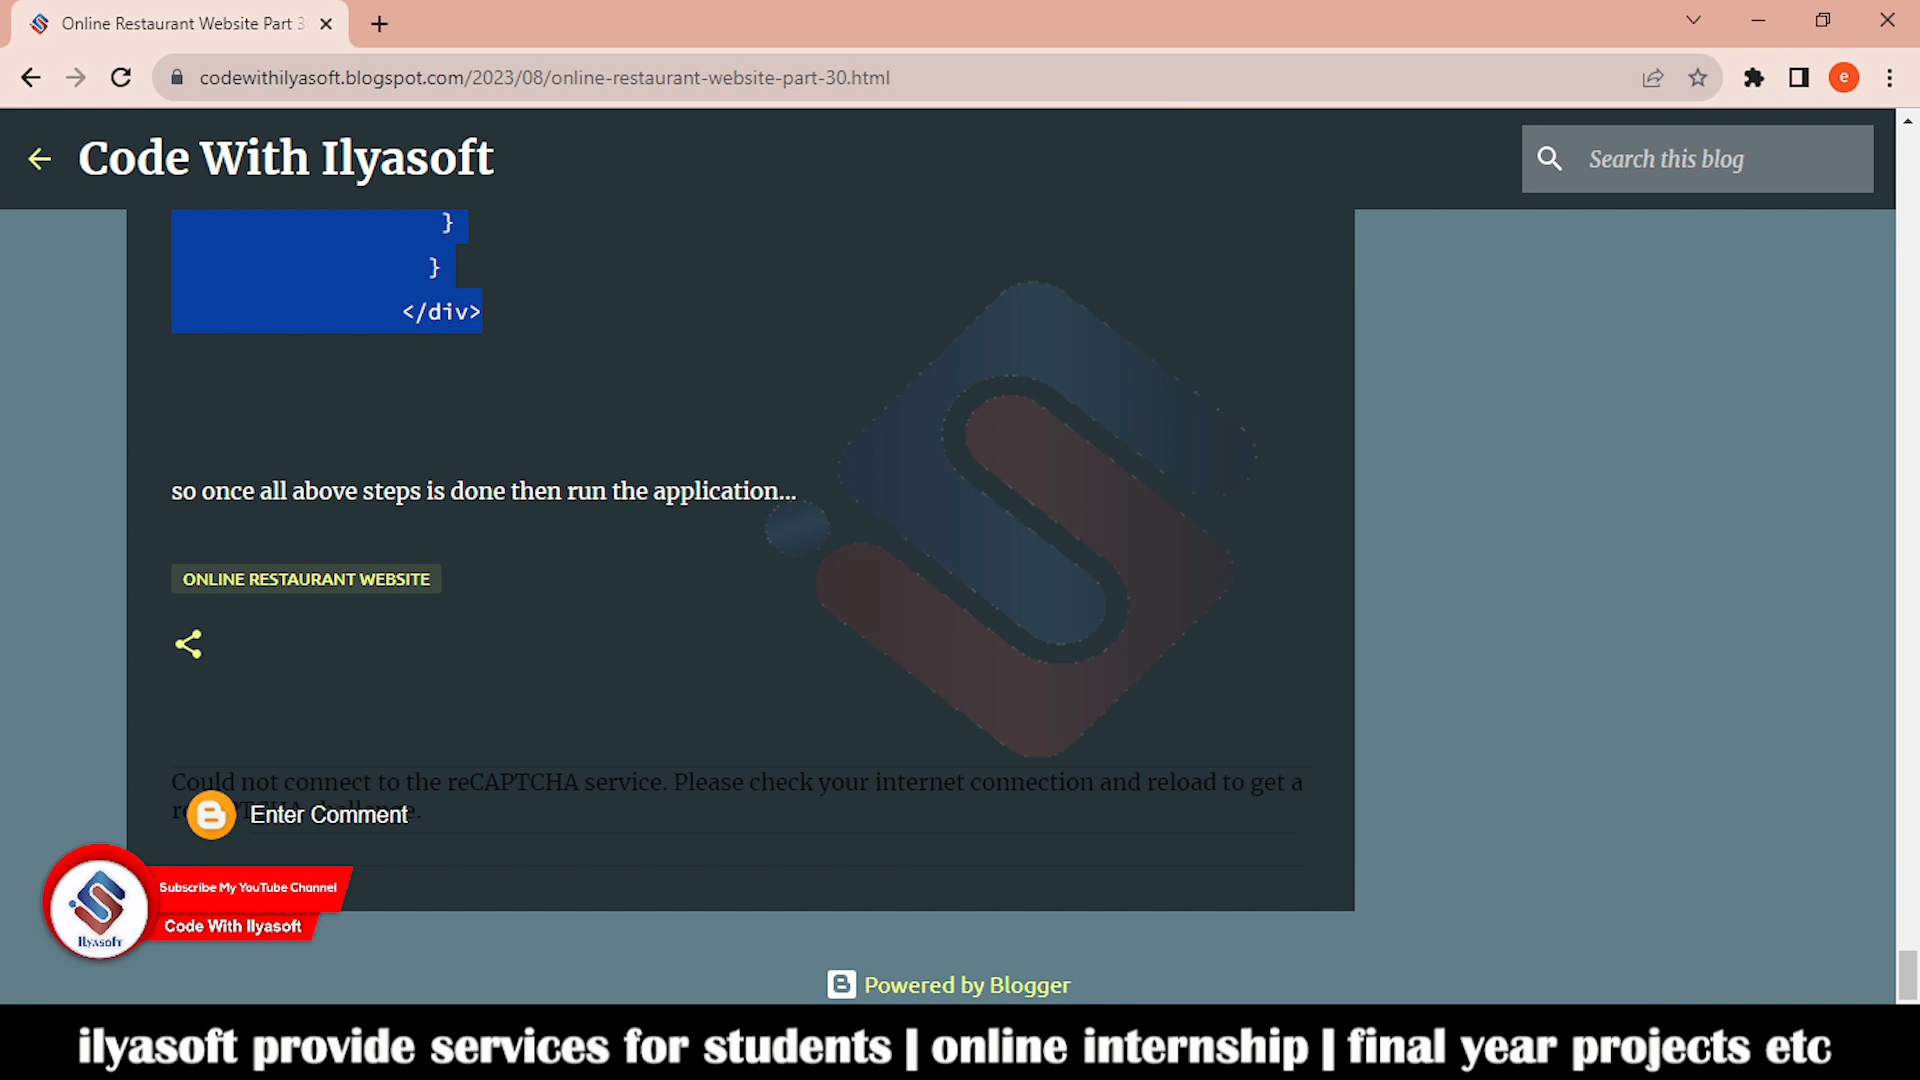 Online Restaurant Website Part 3
codewithilyasoft.blogspot.com/2023/08/online-restaurant-website-part-30.html
e
Code With Ilyasoft
Search this blog
}
}
</div>
so once all above steps is done then run the application...
ONLINE RESTAURANT WEBSITE
Could not connect to the reCAPTCHA service. Please check your internet connection and reload to get a
reCAPTCHA challenge.
Enter Comment
Subscribe My YouTube Channel
Code With Ilyasoft
Ilyasoft
Powered by Blogger
ilyasoft provide services for students | online internship | final year projects etc